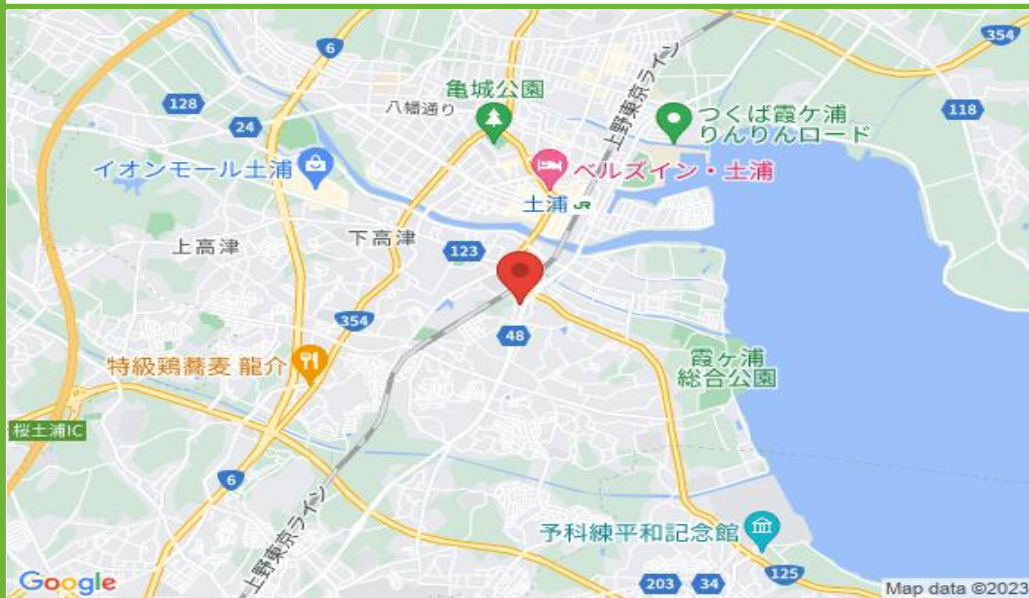 6
354
上野東京ライン
128
亀城公園
八幡通り
118
24
つくば霞ケ浦
りんりんロード
イオンモール土浦
ベルズイン・土浦
土浦 JR
上高津
下高津
123
354
48
霞ヶ浦
総合公園
特級鶏蕎麦 龍介
桜土浦IC
6
上野東京ライン
予科練平和記念館
203
34
125
Google
Map data ©2023